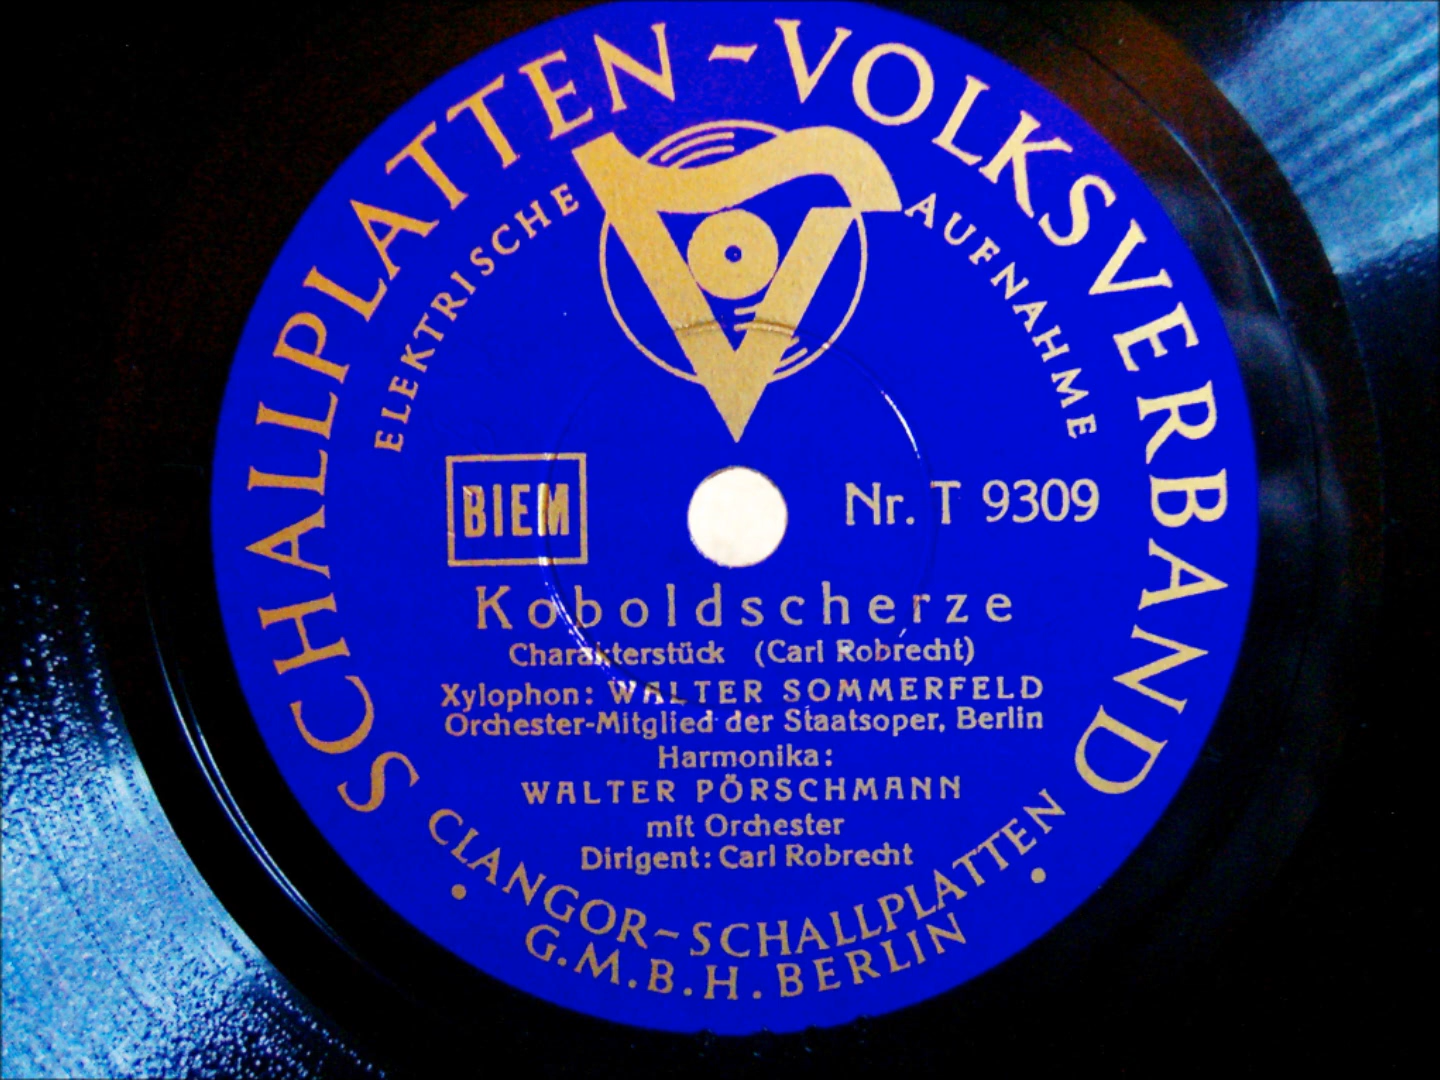 SCHALLPLATTEN-VOLKSVERBAND
ELEKTRISCHE AUFNAHME
BIEM
Nr. T 9309
Koboldscherze
Charakterstück (Carl Robrecht)
Xylophon: WALTER SOMMERFELD
Orchester-Mitglied der Staatsoper, Berlin
Harmonika:
WALTER PÖRSCHMANN
mit Orchester
Dirigent: Carl Robrecht
CLANGOR-SCHALLPLATTEN
G.M.B.H. BERLIN